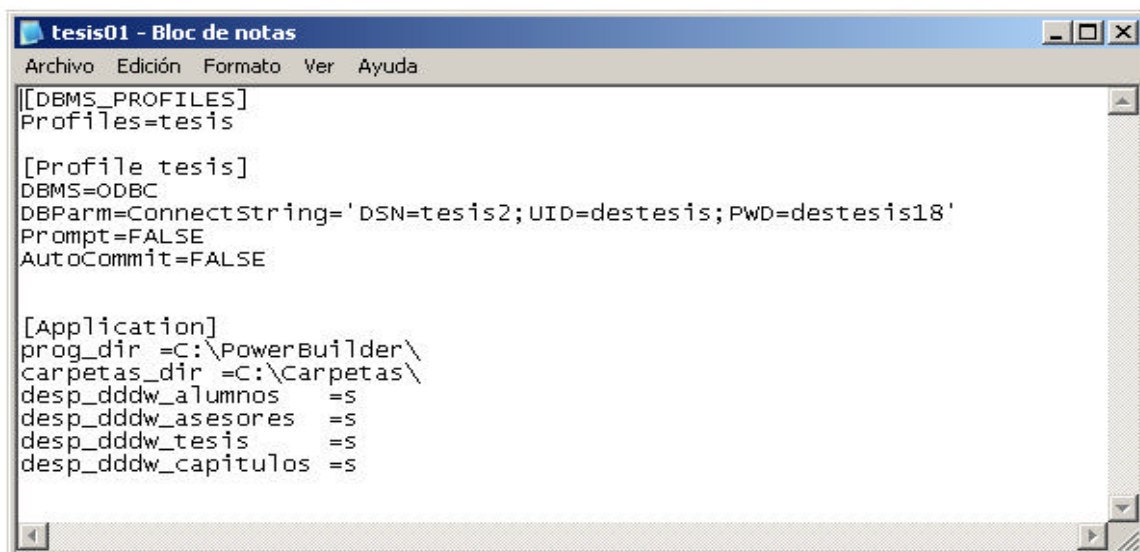 tesis01 - Bloc de notas
Archivo Edición Formato Ver Ayuda
[DBMS_PROFILES]
Profiles=tesis
[Profile tesis]
DBMS=ODBC
DBParm=ConnectString='DSN=tesis2;UID=destesis;PWD=destesis18'
Prompt=FALSE
AutoCommit=FALSE
[Application]
prog_dir =C:\PowerBuilder\
carpetas_dir =C:\Carpetas\
desp_dddw_alumnos =s
desp_dddw_asesores =s
desp_dddw_tesis =s
desp_dddw_capitulos =s